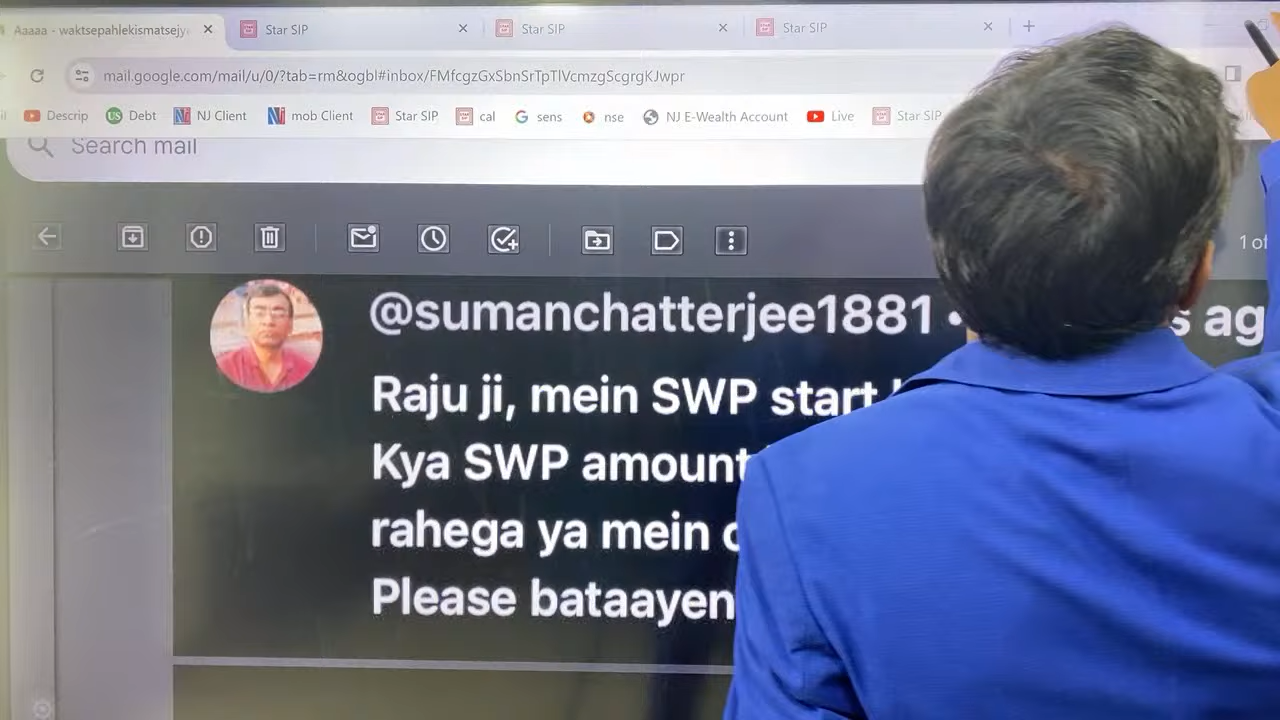 Aaaaa - waktsepahlekismatsejy
Star SIP
Star SIP
Star SIP
mail.google.com/mail/u/0/?tab=rm&ogbl#inbox/FMfcgzGxSbnSrTpTlVcmzgScgrgKJwpr
Descrip
US Debt
NJ Client
mob Client
Star SIP
cal
sens
nse
NJ E-Wealth Account
Live
Star SIP
Search mail
1 of
@sumanchatterjee1881 • s ag
Raju ji, mein SWP start
Kya SWP amount
rahega ya mein
Please bataayen